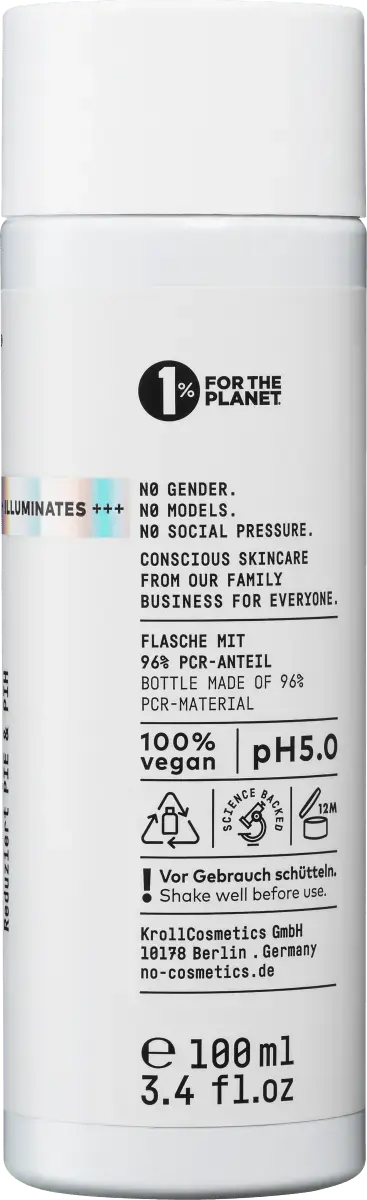 1% FOR THE
PLANET.
ILLUMINATES +++
NO GENDER.
NO MODELS.
NO SOCIAL PRESSURE.
CONSCIOUS SKINCARE
FROM OUR FAMILY
BUSINESS FOR EVERYONE.
FLASCHE MIT
96% PCR-ANTEIL
BOTTLE MADE OF 96%
PCR-MATERIAL
100%
vegan
pH5.0
SCIENCE BACKED
12M
! Vor Gebrauch schütteln.
Shake well before use.
KrollCosmetics GmbH
10178 Berlin . Germany
no-cosmetics.de
℮ 100ml
3.4 fl.oz
Reduziert PIE & PIH